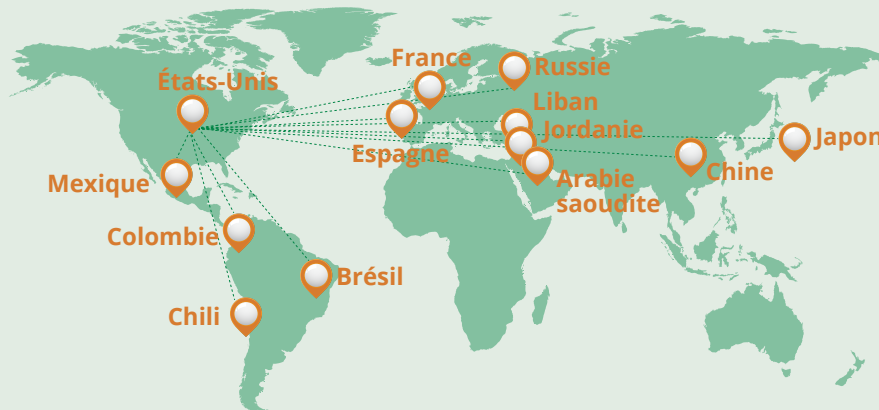 France
Russie
États-Unis
Liban
Jordanie
Japon
Espagne
Chine
Mexique
Arabie
saoudite
Colombie
Brésil
Chili